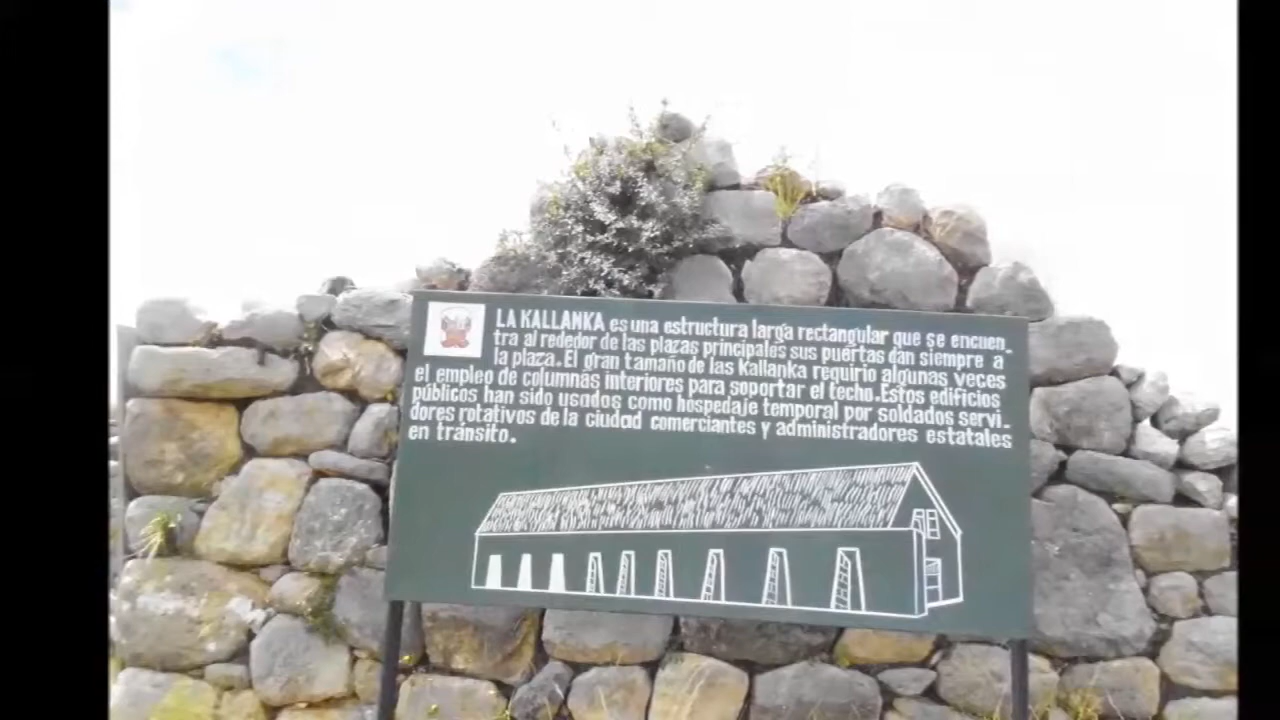 LA KALLANKA es una estructura larga rectangular que se encuen-
tra al rededor de las plazas principales sus puertas dan siempre a
la plaza. El gran tamaño de las Kallanka requirio algunas veces
el empleo de columnas interiores para soportar el techo. Estos edificios
públicos han sido usados como hospedaje temporal por soldados servi-
dores rotativos de la ciudad comerciantes y administradores estatales
en tránsito.